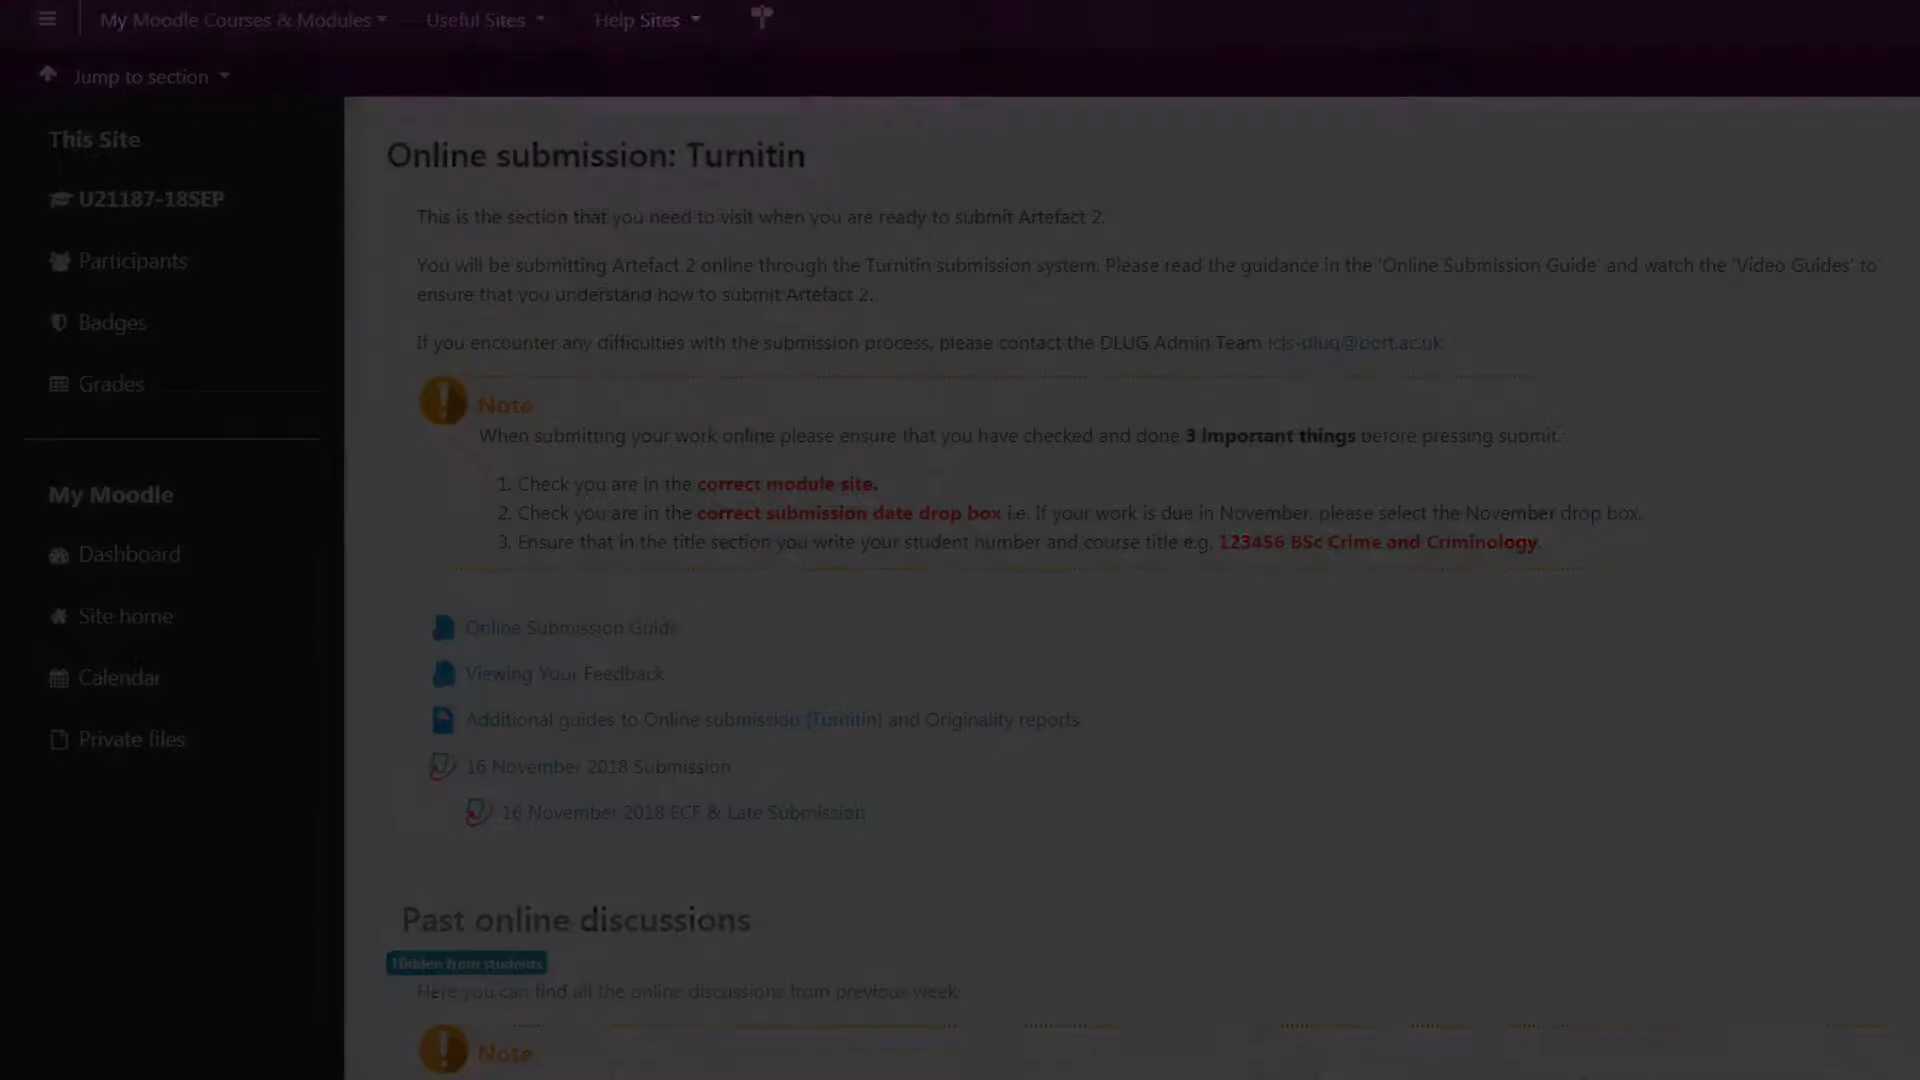 My Moodle Courses & Modules
Useful Sites
Help Sites
Jump to section
This Site
U21187-18SEP
Participants
Badges
Grades
My Moodle
Dashboard
Site home
Calendar
Private files
Online submission: Turnitin
This is the section that you need to visit when you are ready to submit Artefact 2.
You will be submitting Artefact 2 online through the Turnitin submission system. Please read the guidance in the 'Online Submission Guide' and watch the 'Video Guides' to
ensure that you understand how to submit Artefact 2.
If you encounter any difficulties with the submission process, please contact the DLUG Admin Team icjs-dlug@port.ac.uk
Note
When submitting your work online please ensure that you have checked and done 3 important things before pressing submit.:
1. Check you are in the correct module site.
2. Check you are in the correct submission date drop box i.e. If your work is due in November, please select the November drop box.
3. Ensure that in the title section you write your student number and course title e.g. 123456 BSc Crime and Criminology.
Online Submission Guide
Viewing Your Feedback
Additional guides to Online submission (Turnitin) and Originality reports
16 November 2018 Submission
16 November 2018 ECF & Late Submission
Past online discussions
Hidden from students
Here you can find all the online discussions from previous week.
Note